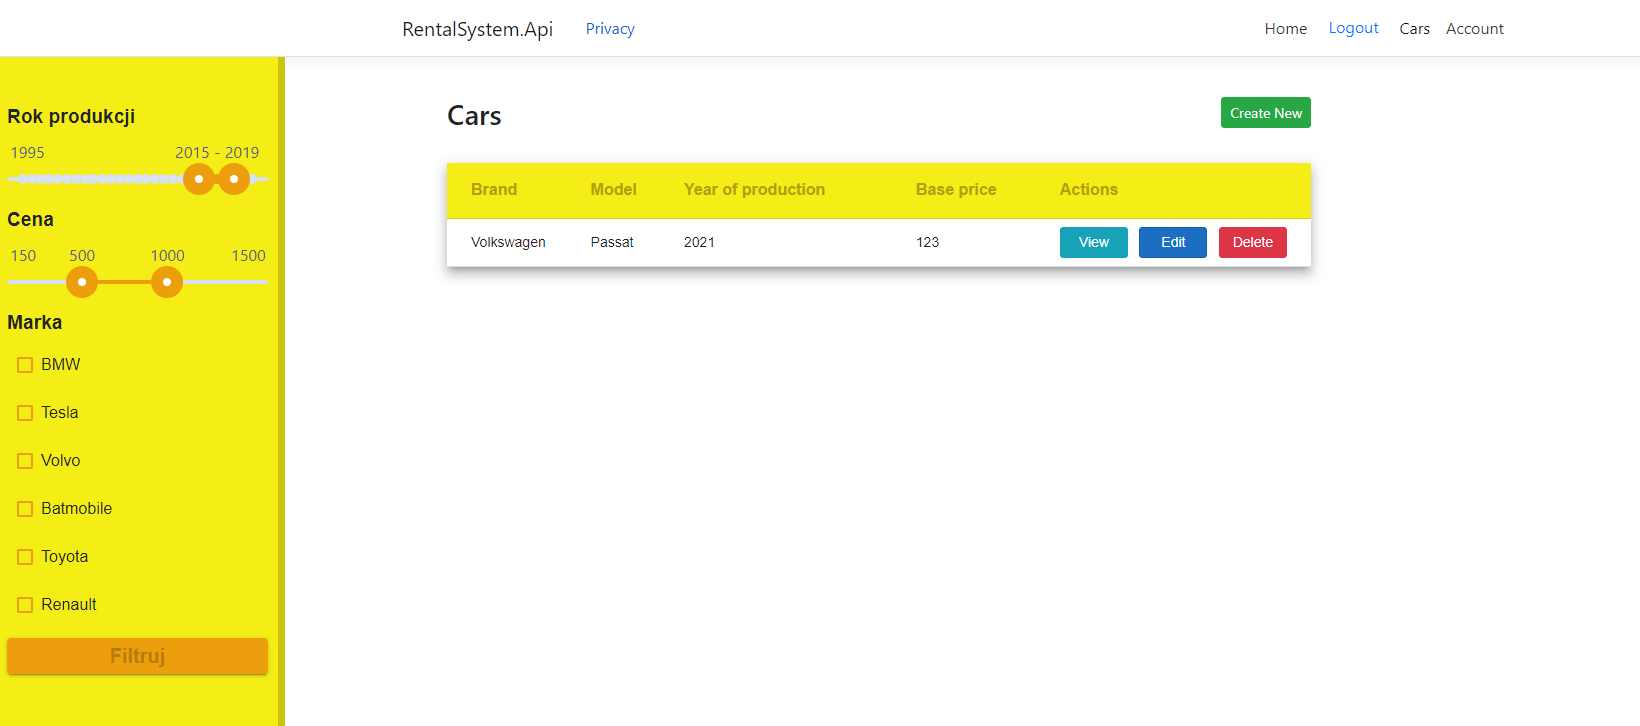 RentalSystem.Api Privacy Home Logout Cars Account
Rok produkcji
1995 2015 - 2019
Cena
150 500 1000 1500
Marka
BMW
Tesla
Volvo
Batmobile
Toyota
Renault
Filtruj
Cars Create New
Brand Model Year of production Base price Actions
Volkswagen Passat 2021 123 View Edit Delete